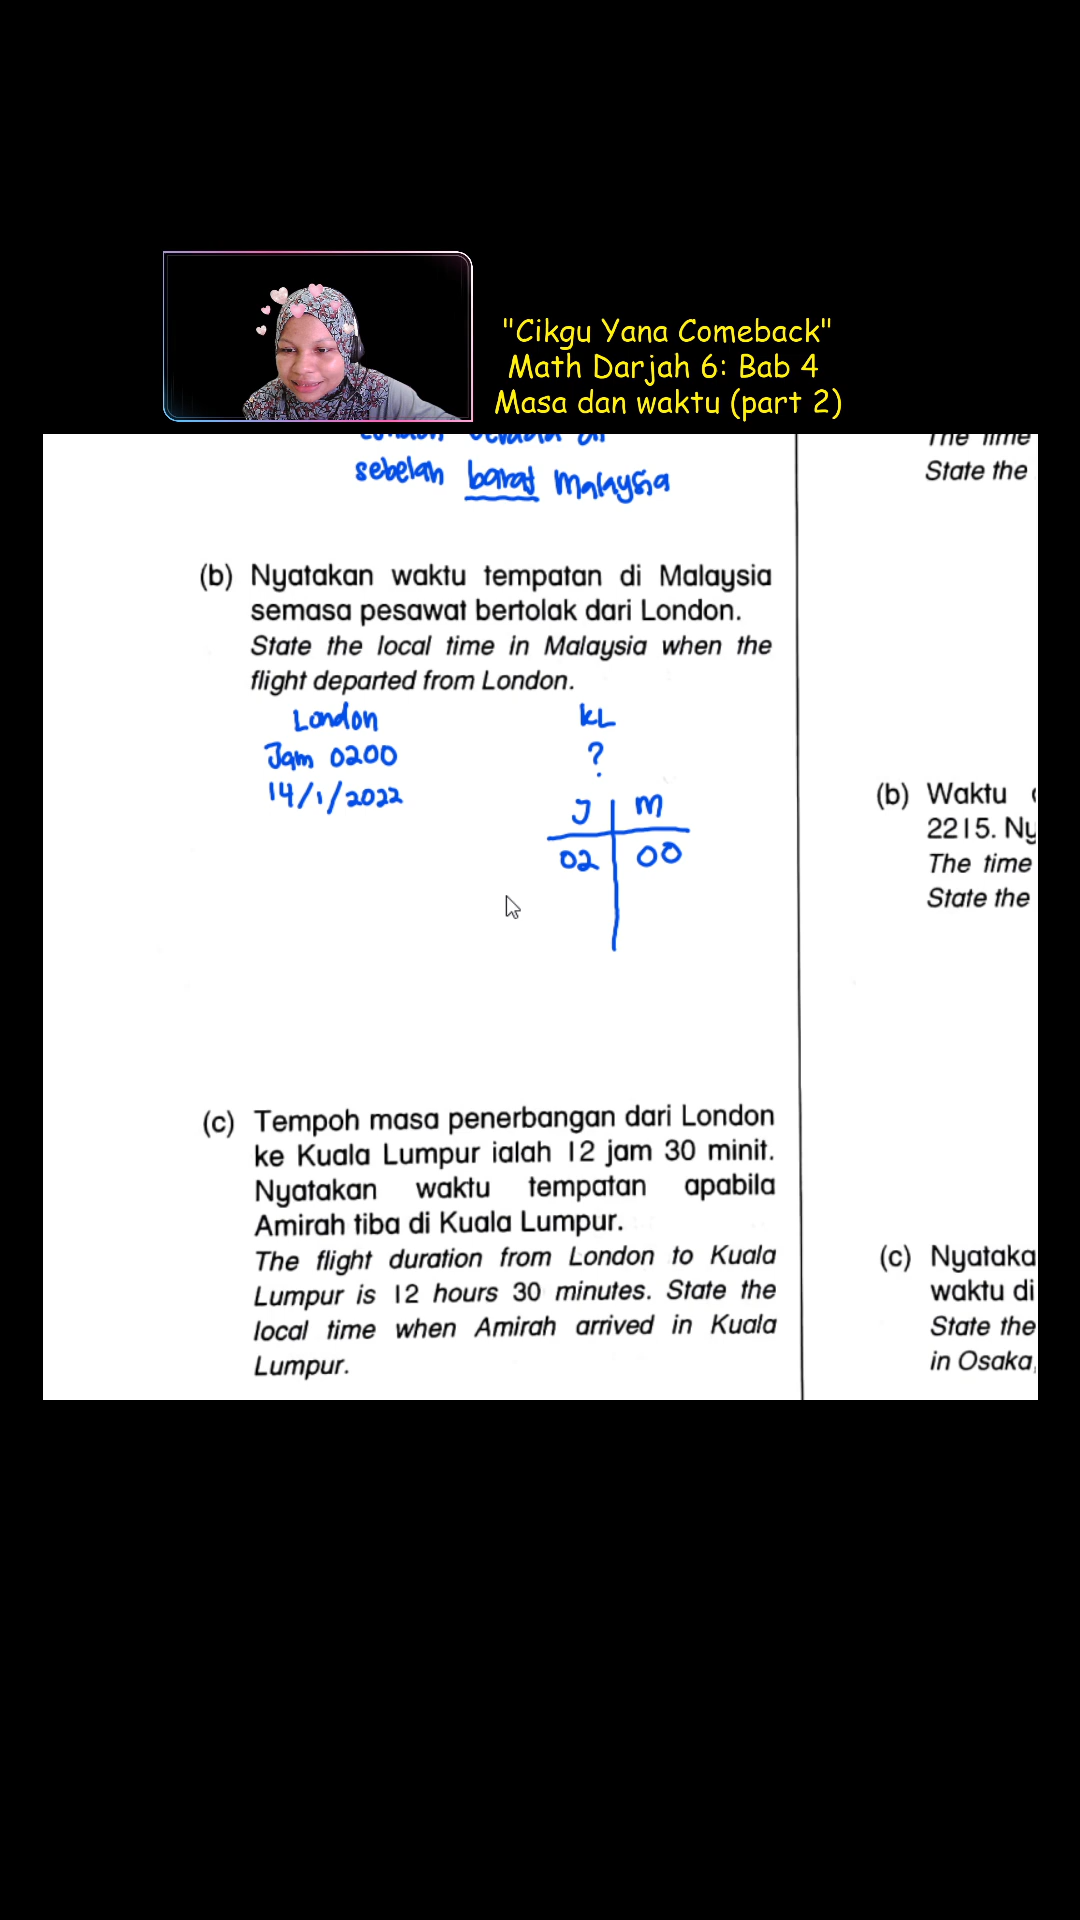 "Cikgu Yana Comeback"
Math Darjah 6: Bab 4
Masa dan waktu (part 2)
sebelah barat Malaysia
(b) Nyatakan waktu tempatan di Malaysia
semasa pesawat bertolak dari London.
State the local time in Malaysia when the
flight departed from London.
London
Jam 0200
14/1/2022
KL
?
J M
02 00
(c) Tempoh masa penerbangan dari London
ke Kuala Lumpur ialah 12 jam 30 minit.
Nyatakan waktu tempatan apabila
Amirah tiba di Kuala Lumpur.
The flight duration from London to Kuala
Lumpur is 12 hours 30 minutes. State the
local time when Amirah arrived in Kuala
Lumpur.
The time
State the
(b) Waktu
2215.
The time
State the
(c)
waktu di
State the
in Osaka,